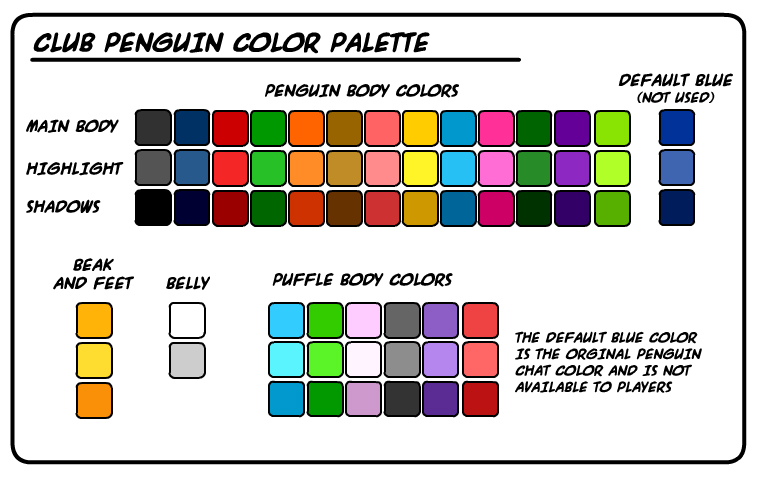 CLUB PENGUIN COLOR PALETTE
PENGUIN BODY COLORS
DEFAULT BLUE
(NOT USED)
MAIN BODY
HIGHLIGHT
SHADOWS
BEAK
AND FEET
BELLY
PUFFLE BODY COLORS
THE DEFAULT BLUE COLOR
IS THE ORGINAL PENGUIN
CHAT COLOR AND IS NOT
AVAILABLE TO PLAYERS